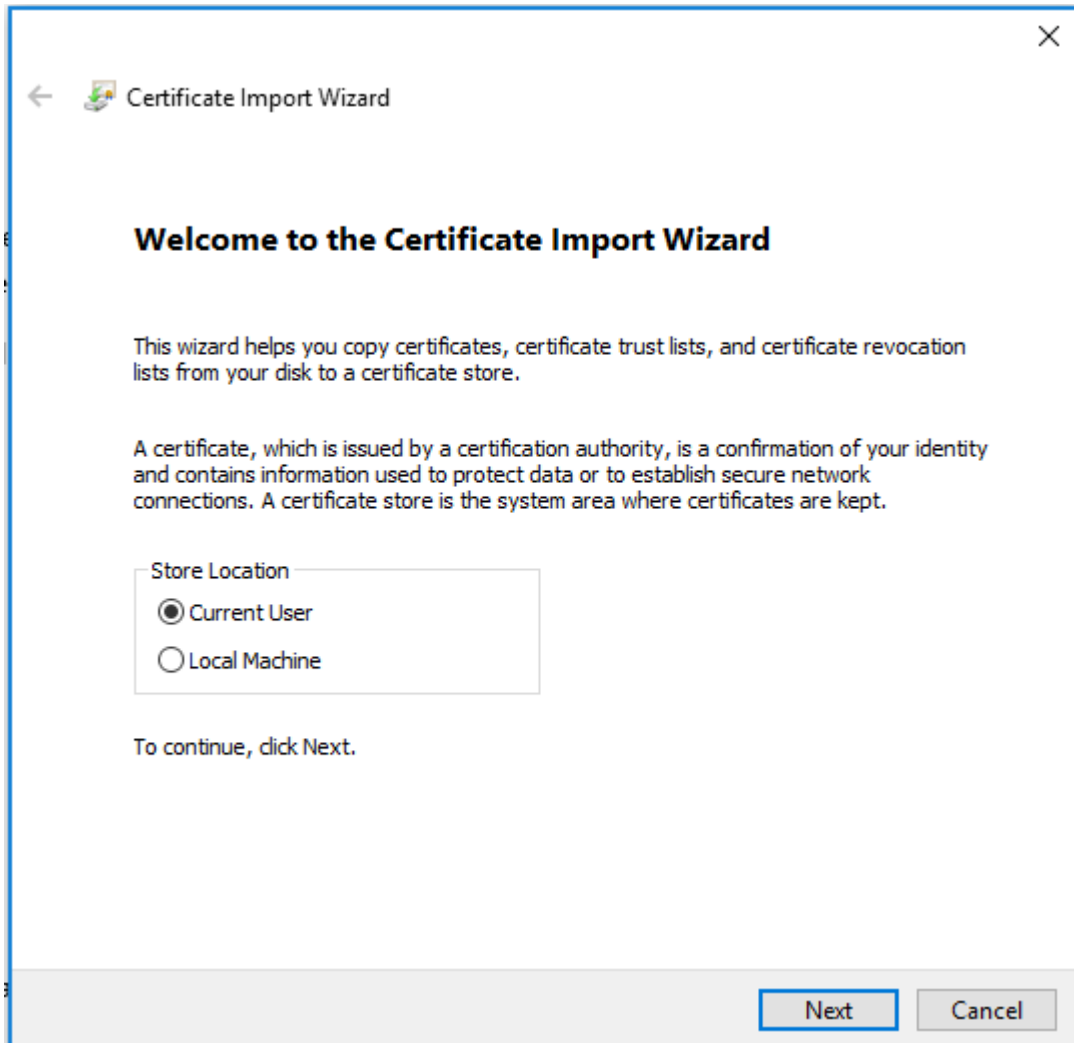 Certificate Import Wizard
Welcome to the Certificate Import Wizard
This wizard helps you copy certificates, certificate trust lists, and certificate revocation
lists from your disk to a certificate store.
A certificate, which is issued by a certification authority, is a confirmation of your identity
and contains information used to protect data or to establish secure network
connections. A certificate store is the system area where certificates are kept.
Store Location
Current User
Local Machine
To continue, click Next.
Next Cancel